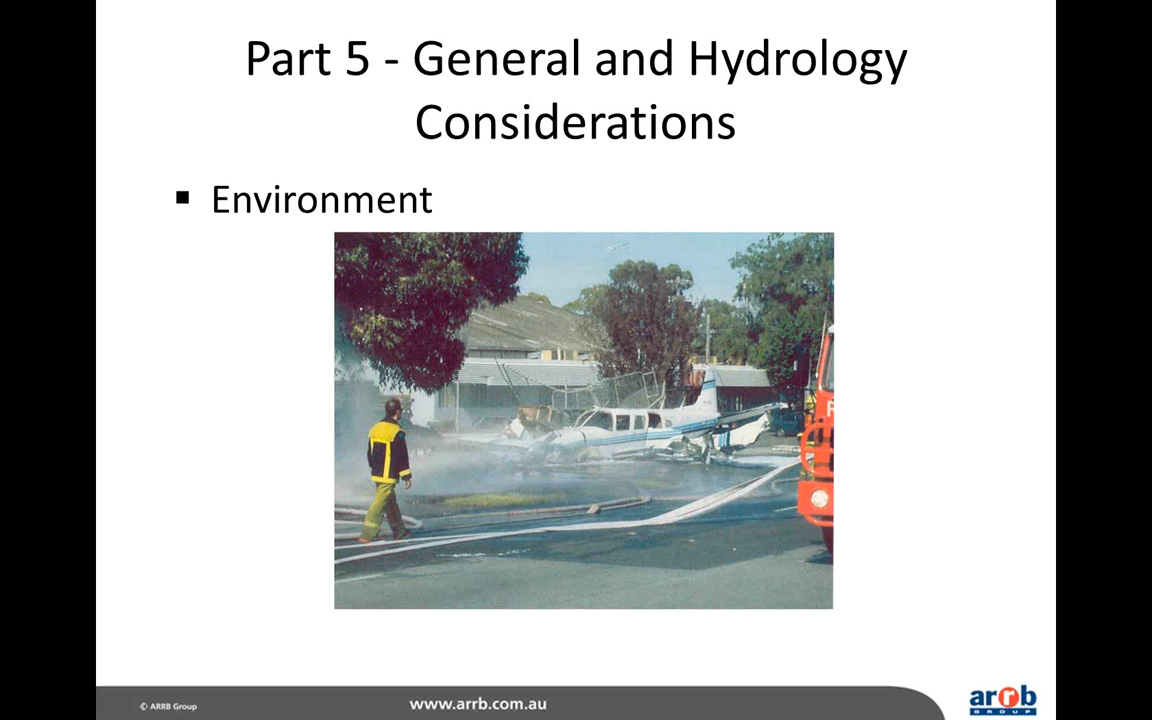 Part 5 - General and Hydrology
Considerations
▪ Environment
© ARRB Group
www.arrb.com.au
arrb
GROUP